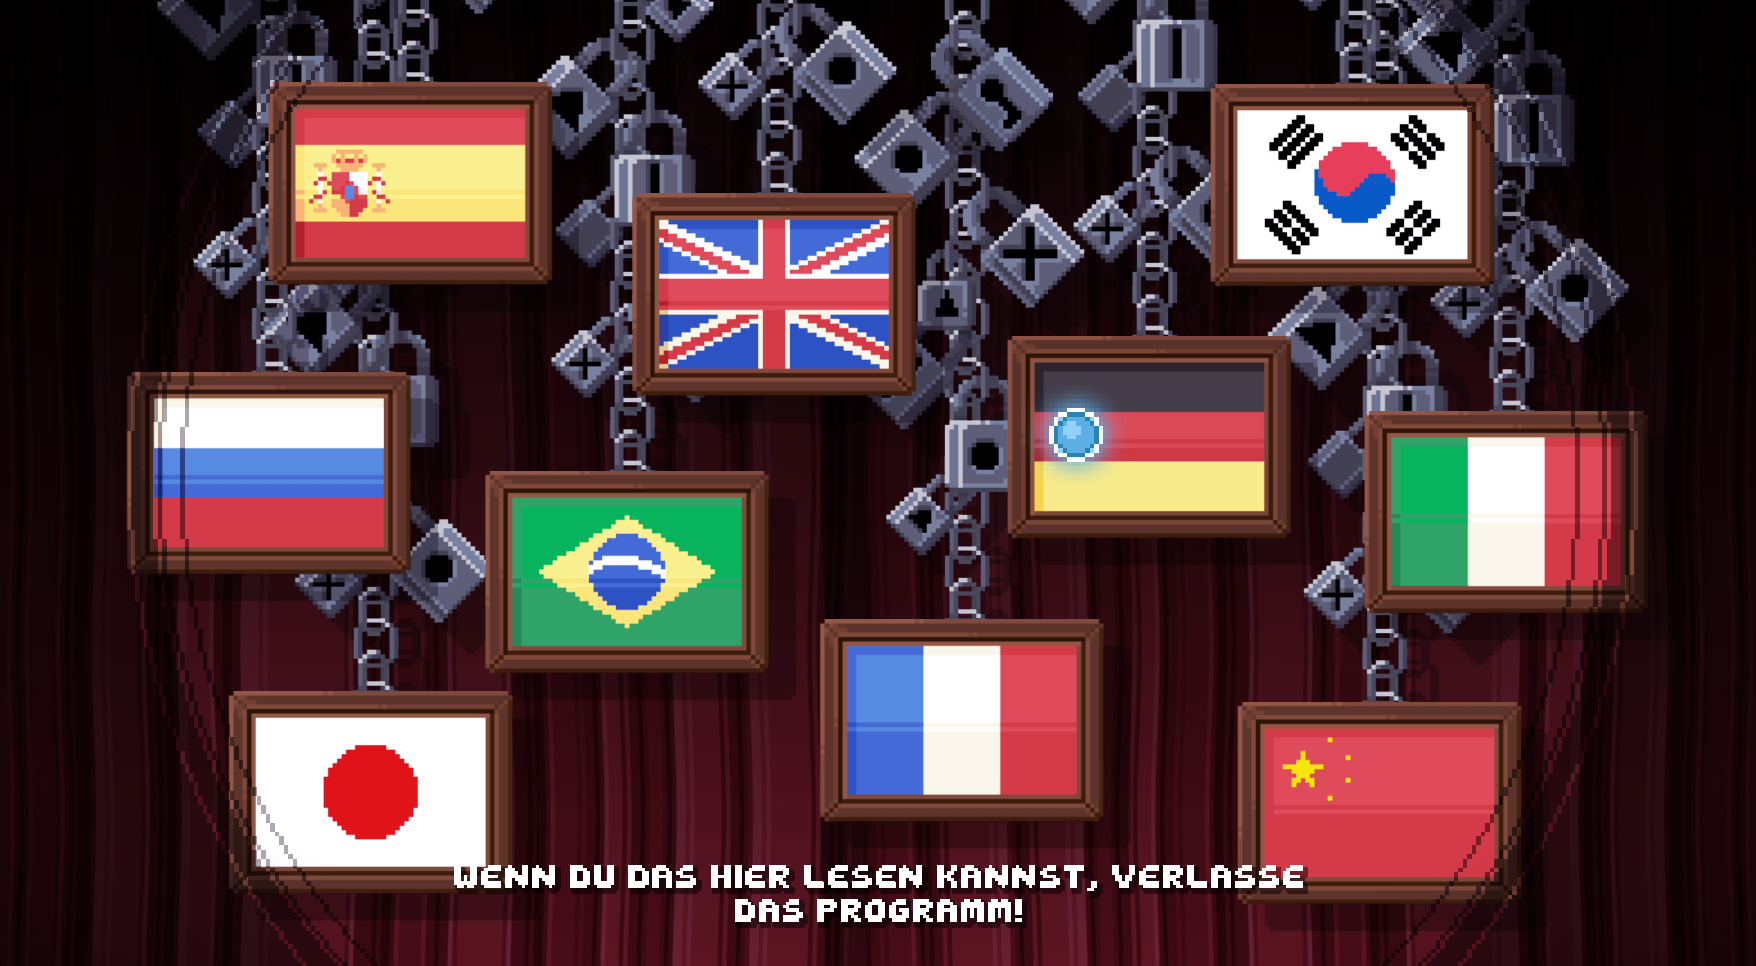 WENN DU DAS HIER LESEN KANNST, VERLASSE
DAS PROGRAMM!